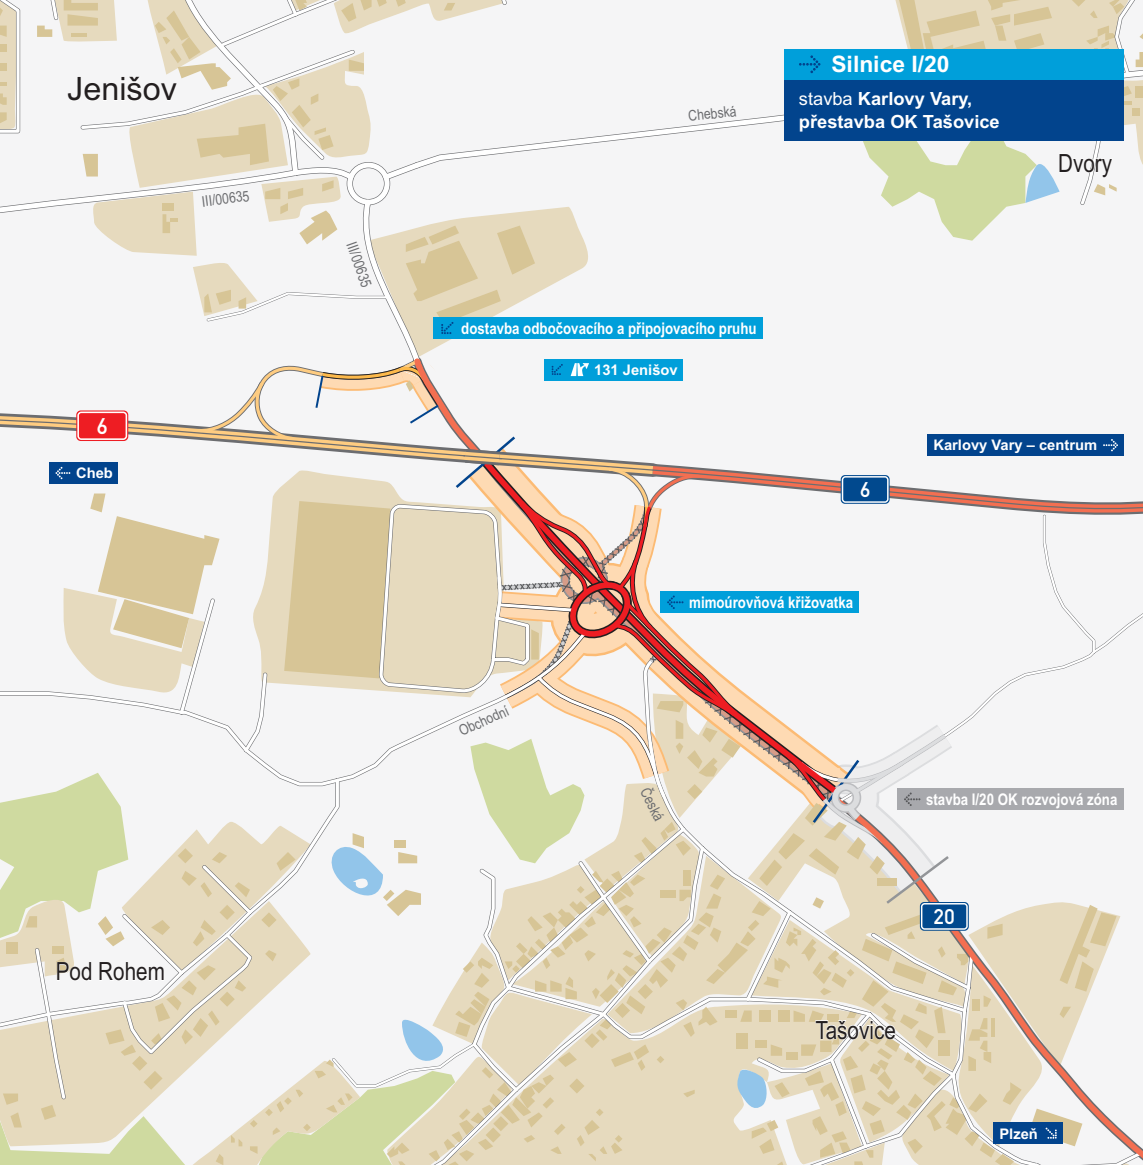 Jenišov
Silnice I/20
stavba Karlovy Vary,
přestavba OK Tašovice
Chebská
Dvory
III/00635
III/00635
dostavba odbočovacího a připojovacího pruhu
131 Jenišov
6
Karlovy Vary – centrum
Cheb
6
mimoúrovňová křižovatka
Obchodní
Česká
stavba I/20 OK rozvojová zóna
20
Pod Rohem
Tašovice
Plzeň